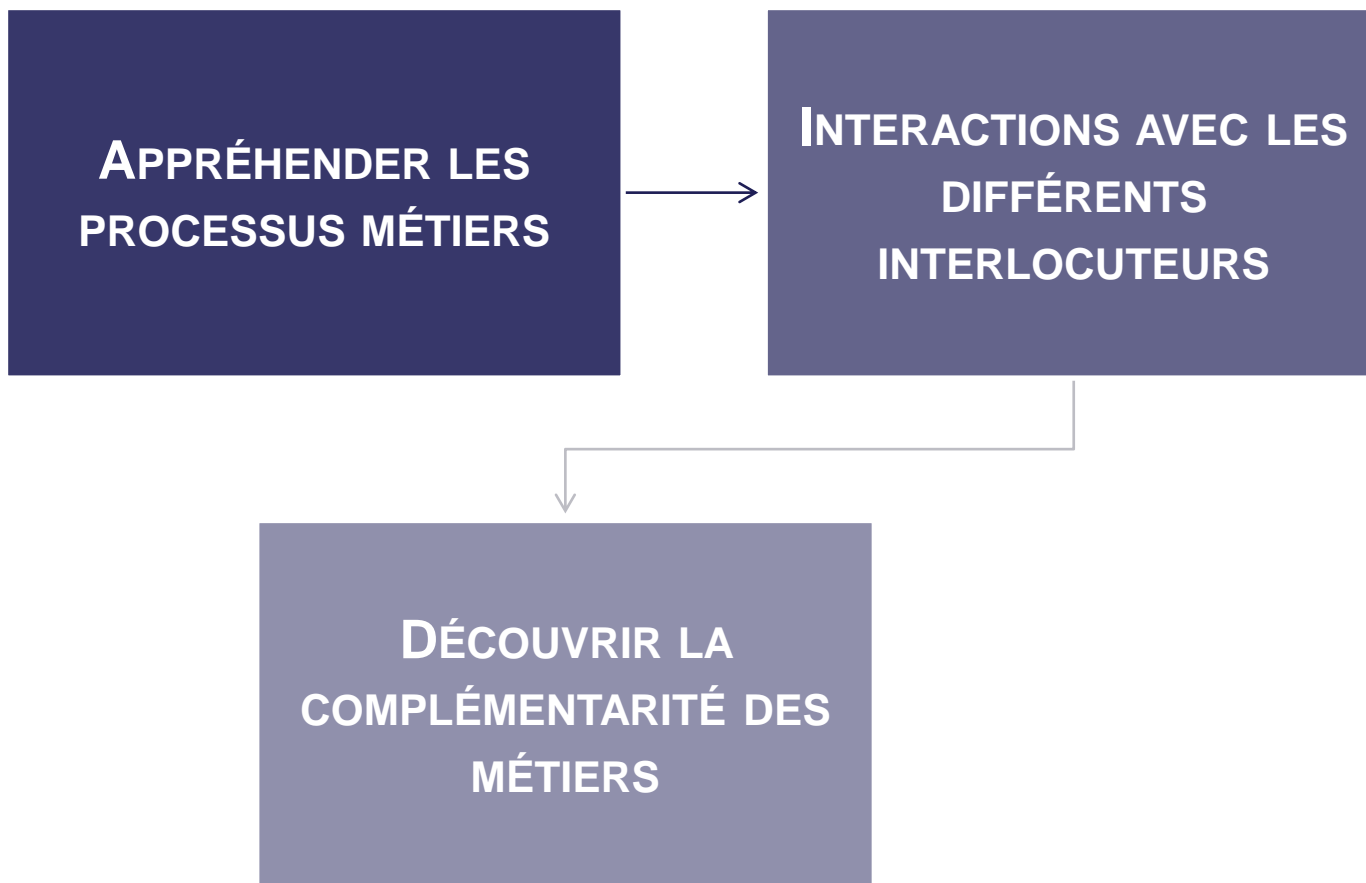 APPRÉHENDER LES
PROCESSUS MÉTIERS
INTERACTIONS AVEC LES
DIFFÉRENTS
INTERLOCUTEURS
DÉCOUVRIR LA
COMPLÉMENTARITÉ DES
MÉTIERS